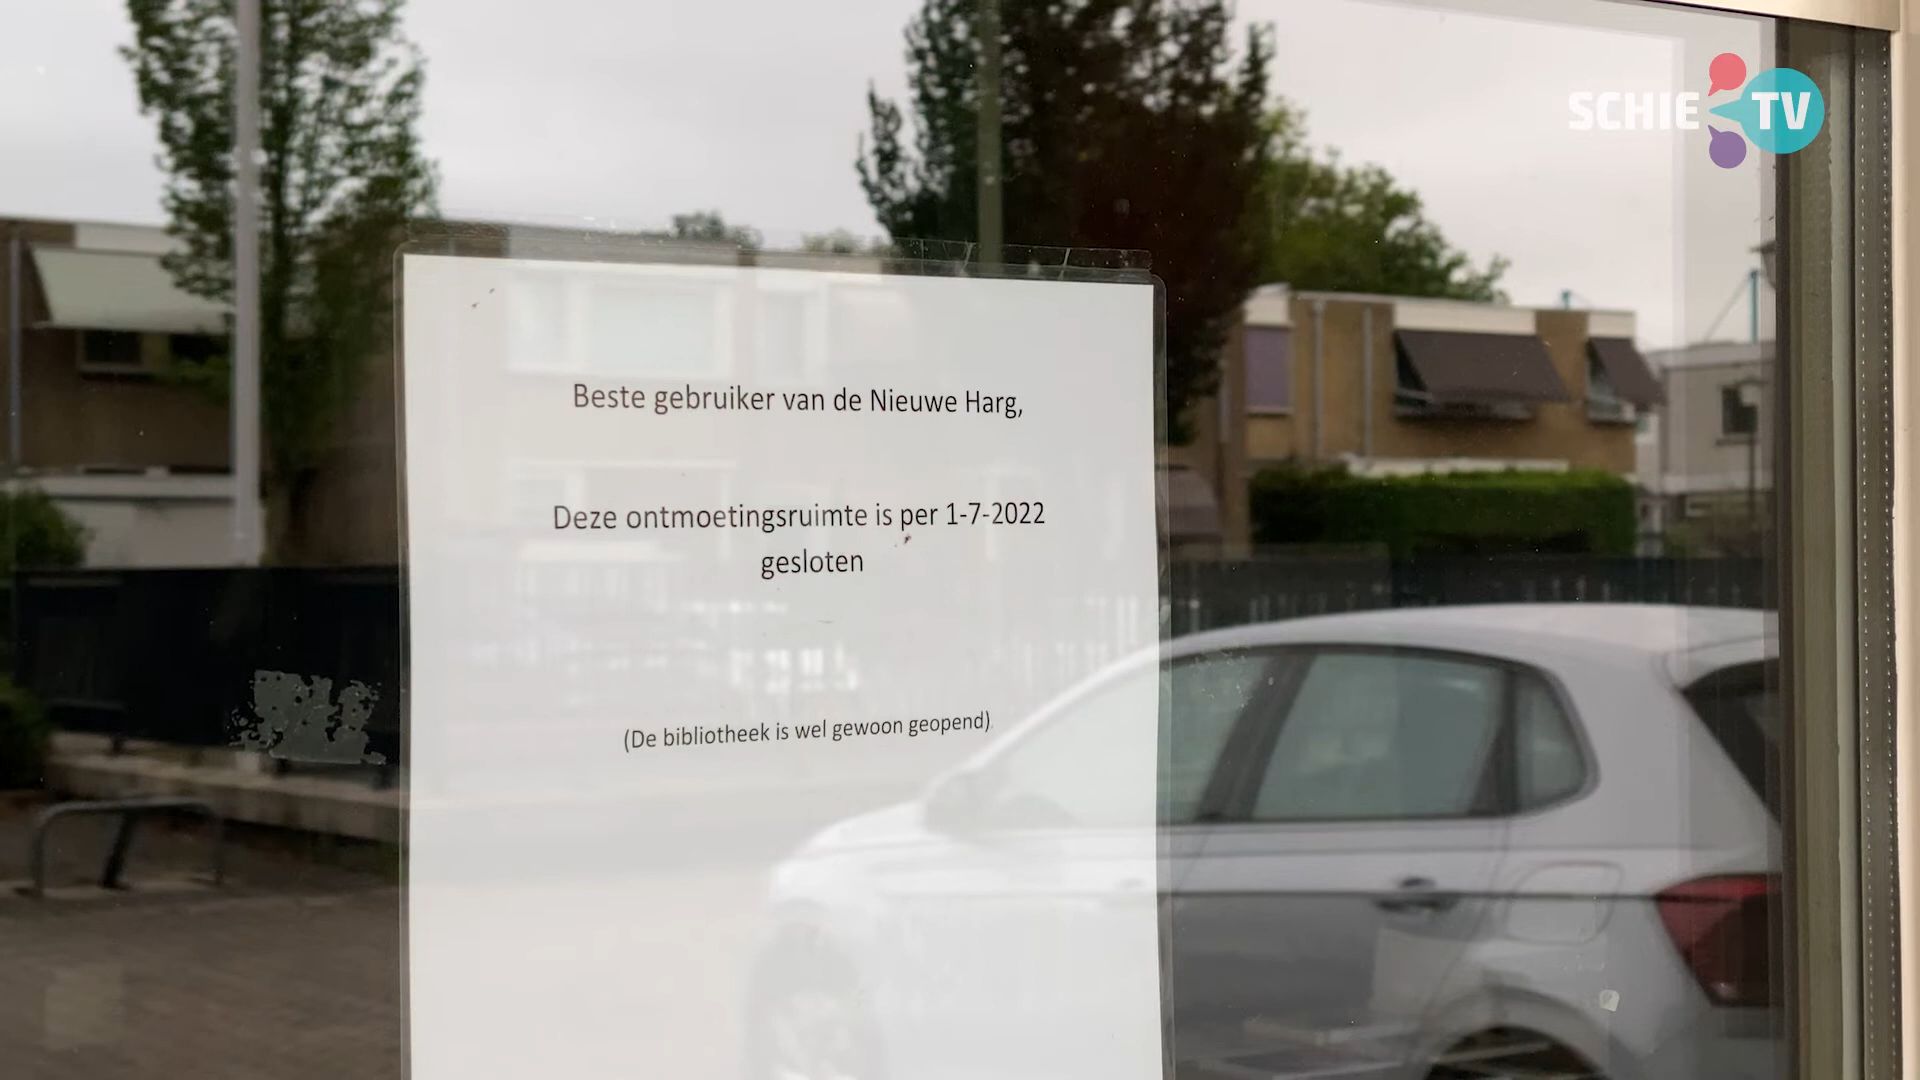 SCHIE TV
Beste gebruiker van de Nieuwe Harg,
Deze ontmoetingsruimte is per 1-7-2022
gesloten
(De bibliotheek is wel gewoon geopend)